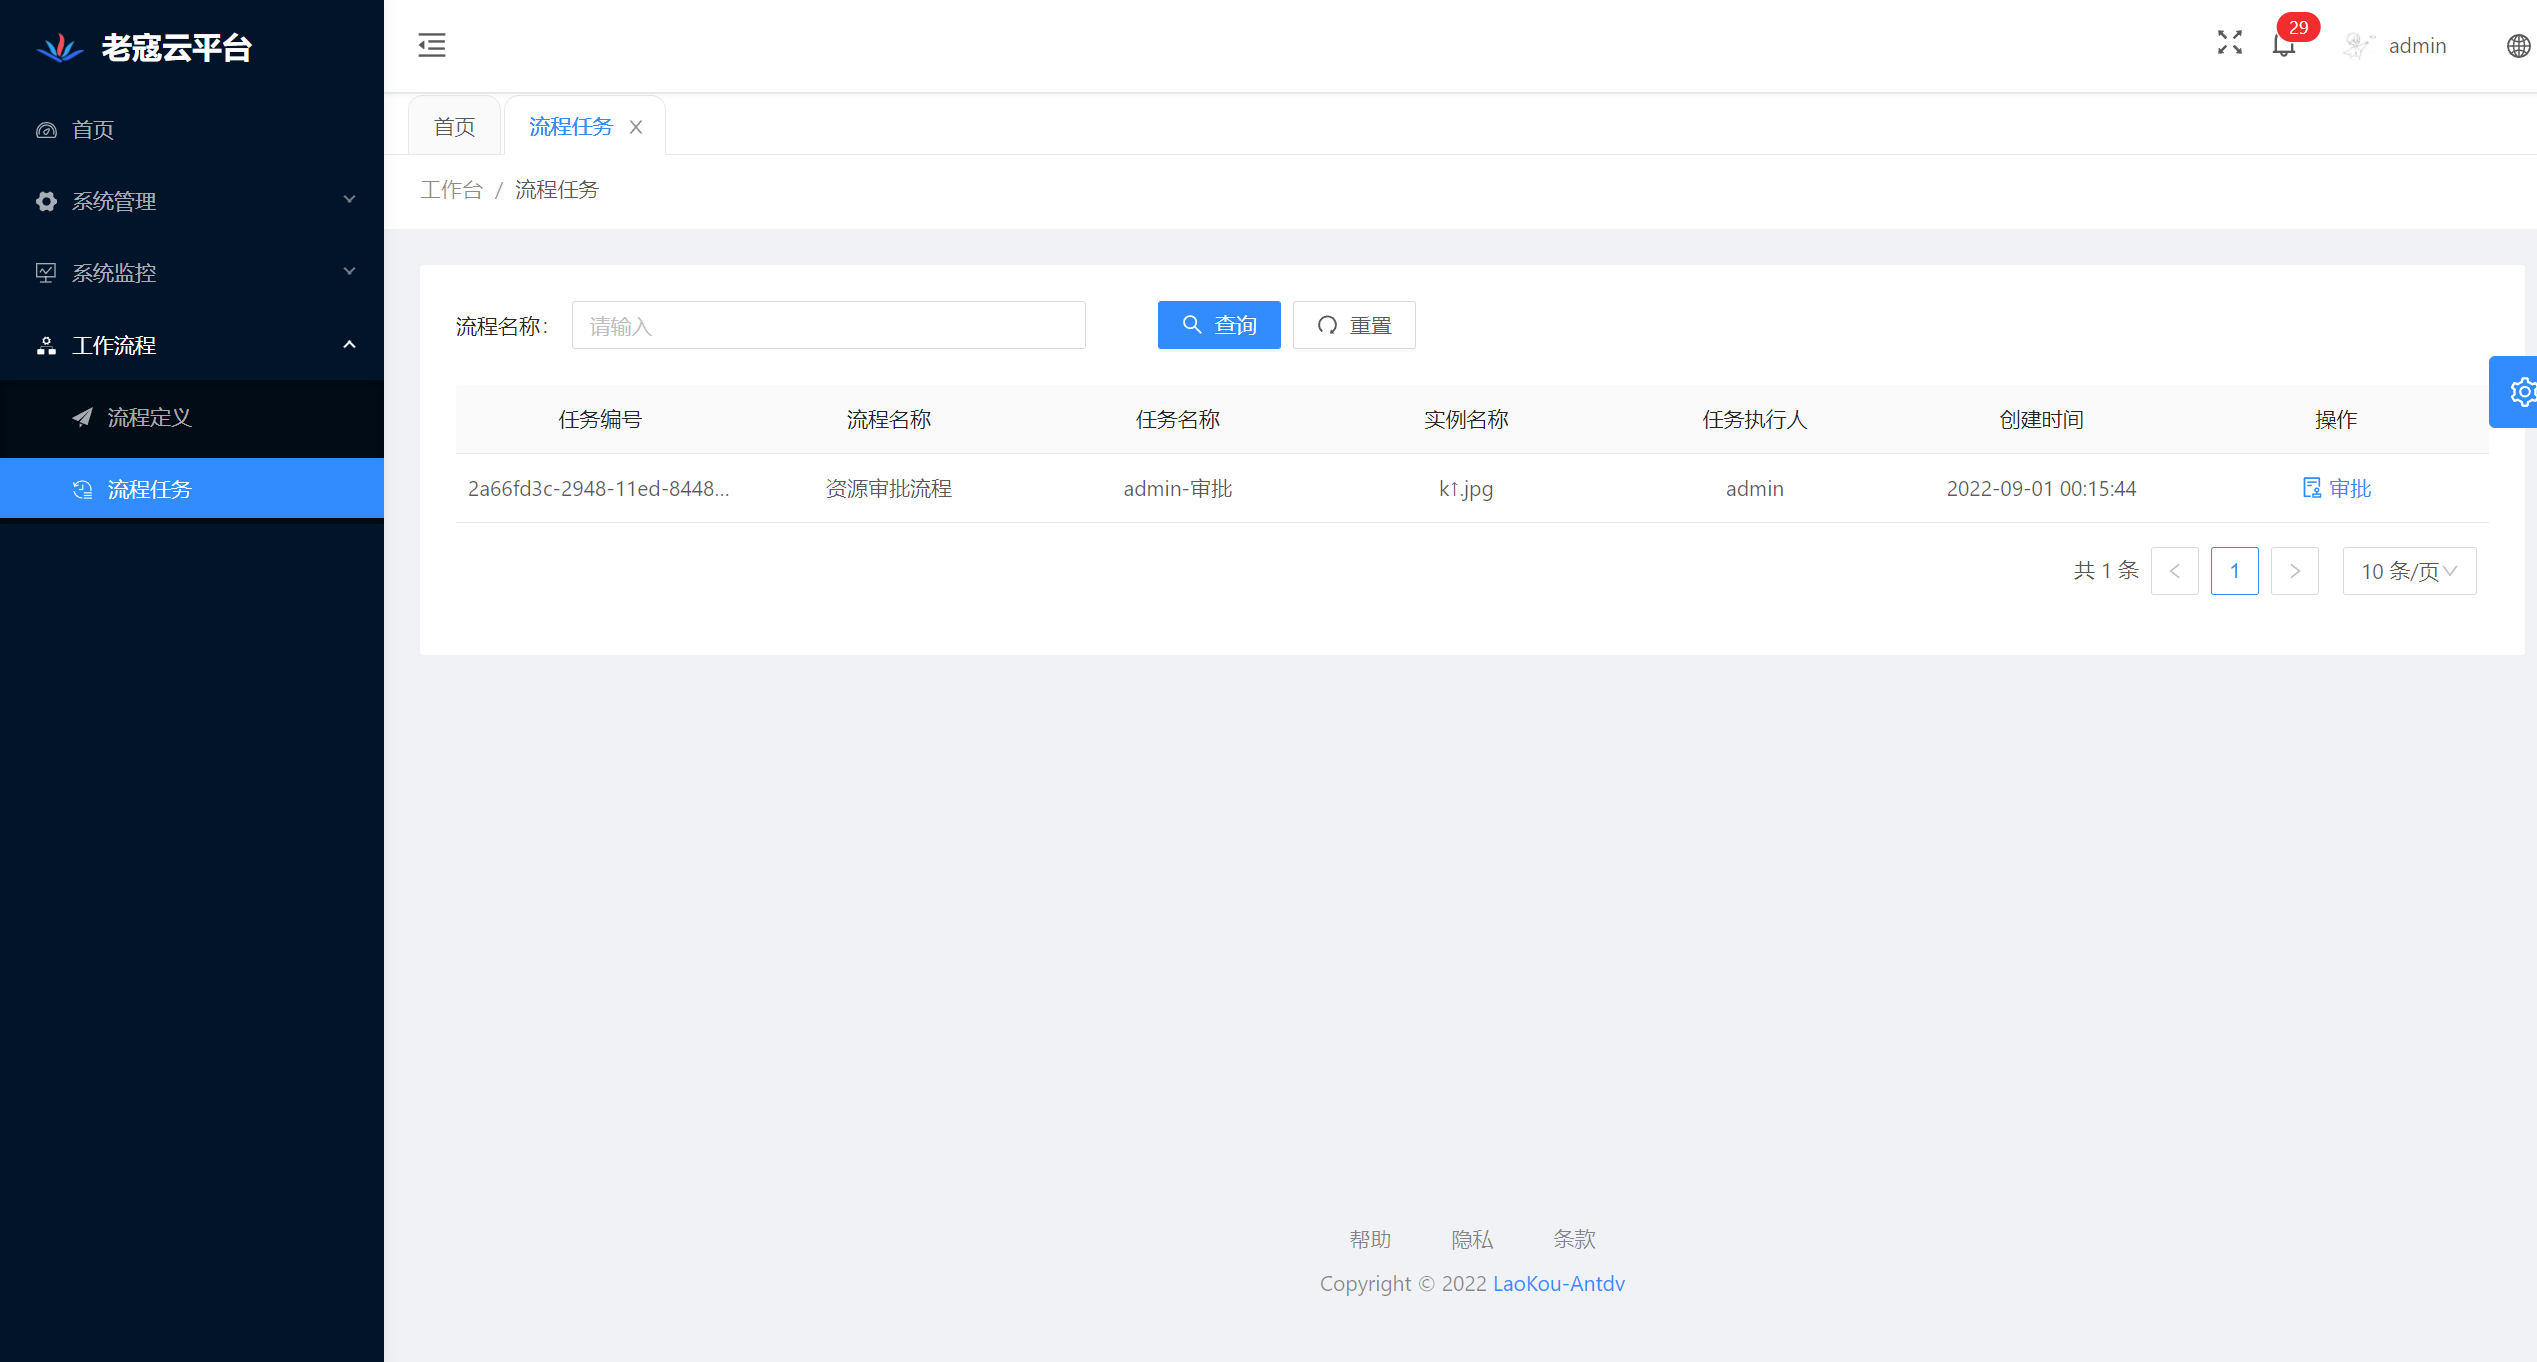 老寇云平台
29
admin
首页
系统管理
系统监控
工作流程
流程定义
流程任务
首页
流程任务
工作台 / 流程任务
流程名称：
请输入
查询
重置
任务编号 流程名称 任务名称 实例名称 任务执行人 创建时间 操作
2a66fd3c-2948-11ed-8448... 资源审批流程 admin-审批 k↑.jpg admin 2022-09-01 00:15:44 审批
共 1 条 < 1 > 10 条/页
帮助 隐私 条款
Copyright © 2022 LaoKou-Antdv